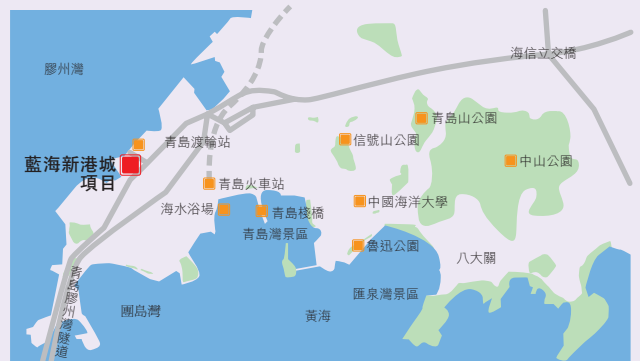 膠州灣
海信立交橋
青島山公園
青島渡輪站
信號山公園
藍海新港城
項目
中山公園
青島火車站
海水浴場
青島棧橋
中國海洋大學
青島灣景區
魯迅公園
八大關
匯泉灣景區
團島灣
黃海
青島膠州灣隧道